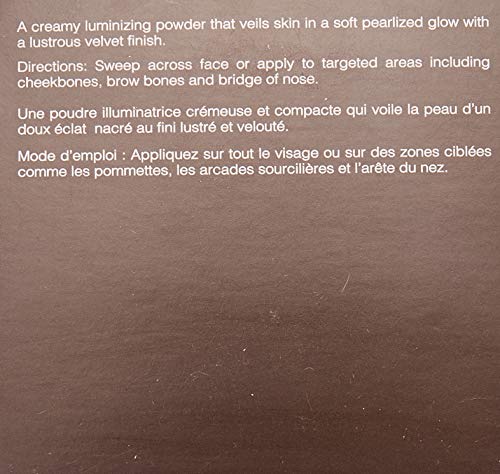 A creamy luminizing powder that veils skin in a soft pearlized glow with
a lustrous velvet finish.
Directions: Sweep across face or apply to targeted areas including
cheekbones, brow bones and bridge of nose.
Une poudre illuminatrice crémeuse et compacte qui voile la peau d'un
doux éclat nacré au fini lustré et velouté.
Mode d'emploi : Appliquez sur tout le visage ou sur des zones ciblées
comme les pommettes, les arcades sourcilières et l'arête du nez.